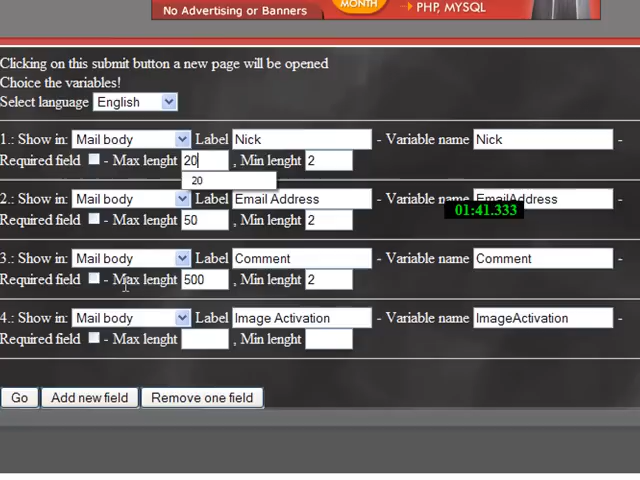 No Advertising or Banners
MONTH
PHP, MYSQL
Clicking on this submit button a new page will be opened
Choice the variables!
Select language English
1.: Show in: Mail body Label Nick - Variable name Nick -
Required field - Max lenght 20 , Min lenght 2
20
2.: Show in: Mail body Label Email Address - Variable name EmailAddress -
01:41.333
Required field - Max lenght 50 , Min lenght 2
3.: Show in: Mail body Label Comment - Variable name Comment -
Required field - Max lenght 500 , Min lenght 2
4.: Show in: Mail body Label Image Activation - Variable name ImageActivation -
Required field - Max lenght , Min lenght
Go Add new field Remove one field